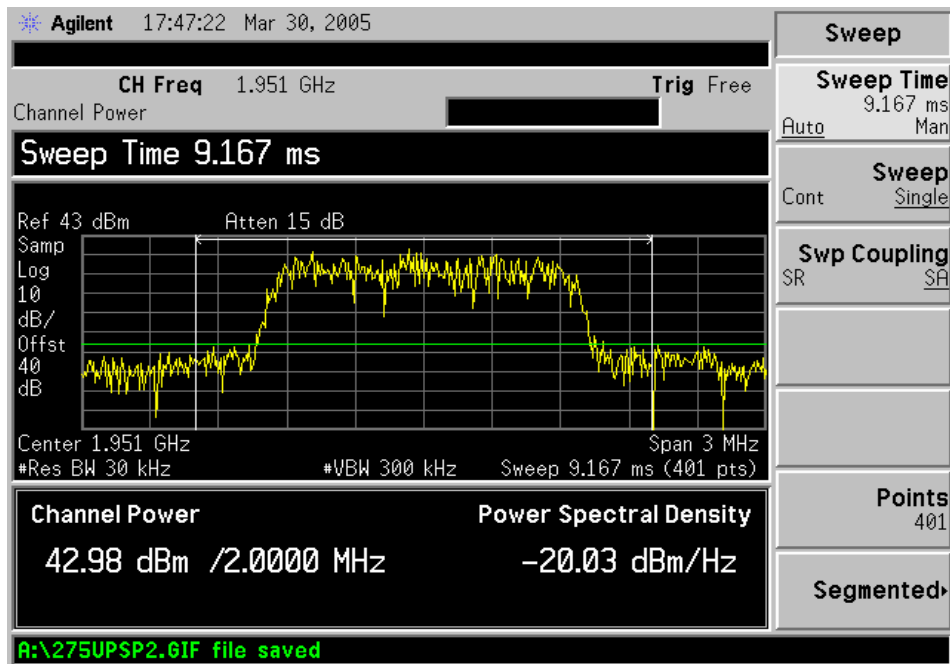 Agilent 17:47:22 Mar 30, 2005
CH Freq 1.951 GHz Trig Free
Channel Power
Sweep Time 9.167 ms
Ref 43 dBm Atten 15 dB
Samp
Log
10
dB/
Offst
40
dB
Center 1.951 GHz Span 3 MHz
#Res BW 30 kHz #VBW 300 kHz Sweep 9.167 ms (401 pts)
Channel Power Power Spectral Density
42.98 dBm /2.0000 MHz -20.03 dBm/Hz
A:\275UPSP2.GIF file saved
Sweep
Sweep Time
9.167 ms
Auto Man
Sweep
Cont Single
Swp Coupling
SR SA
Points
401
Segmented